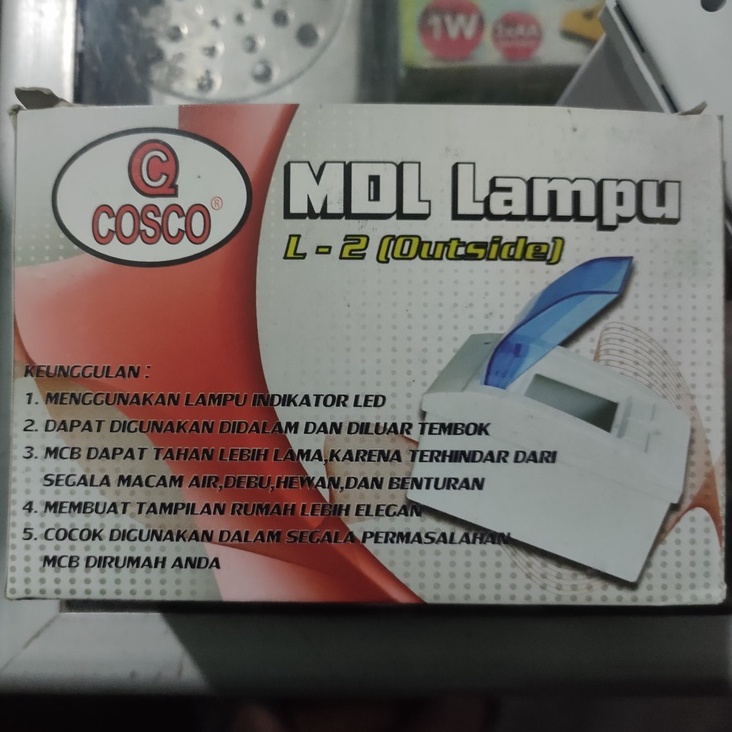 1W
2xAA
C
COSCO®
MDL Lampu
L - 2 (Outside)
KEUNGGULAN :
1. MENGGUNAKAN LAMPU INDIKATOR LED
2. DAPAT DIGUNAKAN DIDALAM DAN DILUAR TEMBOK
3. MCB DAPAT TAHAN LEBIH LAMA,KARENA TERHINDAR DARI
SEGALA MACAM AIR,DEBU,HEWAN,DAN BENTURAN
4. MEMBUAT TAMPILAN RUMAH LEBIH ELEGAN
5. COCOK DIGUNAKAN DALAM SEGALA PERMASALAHAN
MCB DIRUMAH ANDA